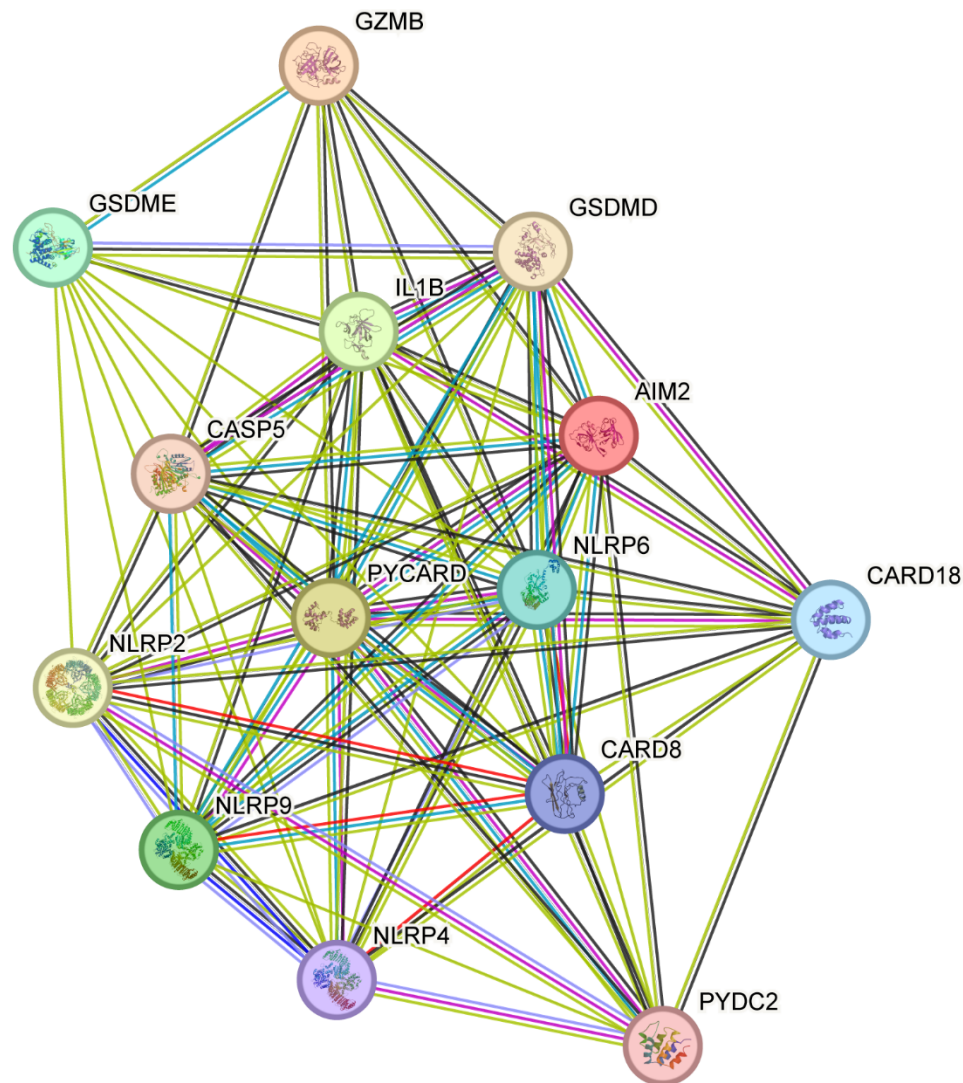 GZMB
GSDME
GSDMD
IL1B
AIM2
CASP5
NLRP6
PYCARD
CARD18
NLRP2
CARD8
NLRP9
NLRP4
PYDC2